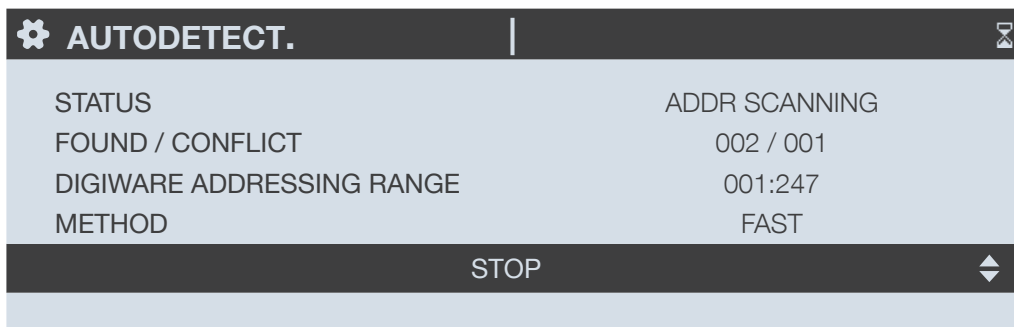 AUTODETECT.
STATUS ADDR SCANNING
FOUND / CONFLICT 002 / 001
DIGIWARE ADDRESSING RANGE 001:247
METHOD FAST
STOP